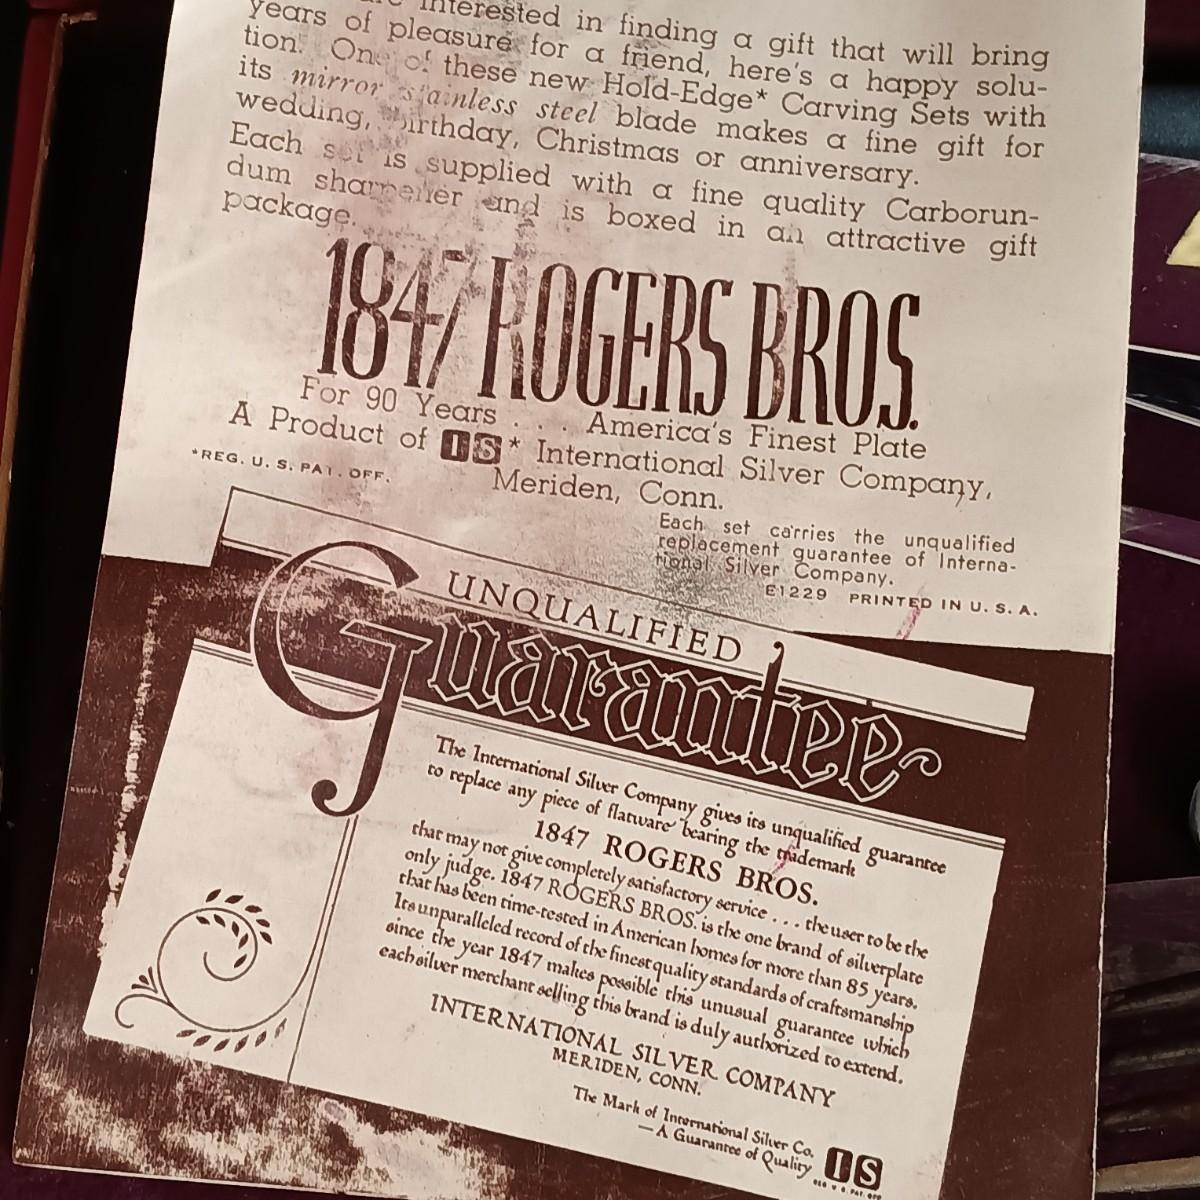 interested in finding a gift that will bring
years of pleasure for a friend, here's a happy solu-
tion. One of these new Hold-Edge* Carving Sets with
its mirror stainless steel blade makes a fine gift for
wedding, birthday, Christmas or anniversary.
Each set is supplied with a fine quality Carborun-
dum sharpener and is boxed in an attractive gift
package.
1847 ROGERS BROS.
For 90 Years . . . America's Finest Plate
A Product of IS* International Silver Company,
Meriden, Conn.
*REG. U. S. PAT. OFF.
Each set carries the unqualified
replacement guarantee of Interna-
tional Silver Company.
E1229 PRINTED IN U. S. A.
UNQUALIFIED
Guarantee
The International Silver Company gives its unqualified guarantee
to replace any piece of flatware bearing the trademark
1847 ROGERS BROS.
that may not give completely satisfactory service . . . the user to be the
only judge. 1847 ROGERS BROS. is the one brand of silverplate
that has been time-tested in American homes for more than 85 years.
Its unparalleled record of the finest quality standards of craftsmanship
since the year 1847 makes possible this unusual guarantee which
each silver merchant selling this brand is duly authorized to extend.
INTERNATIONAL SILVER COMPANY
MERIDEN, CONN.
The Mark of International Silver Co.
—A Guarantee of Quality
IS
REG. U. S. PAT. OFF.